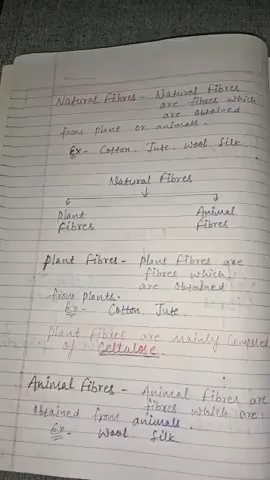 Natural Fibres - Natural Fibres
are fibres which
are obtained
from plant or animals.
Ex - Cotton, Jute, Wool Silk
Natural Fibres
Plant Animal
Fibres Fibres
Plant Fibres - Plant Fibres are
fibres which
are obtained
from plants.
Ex - Cotton, Jute.
Plant Fibres are mainly composed
of Cellulose.
Animal Fibres - Animal Fibres are
fibres which are
obtained from animals.
Ex - Wool Silk